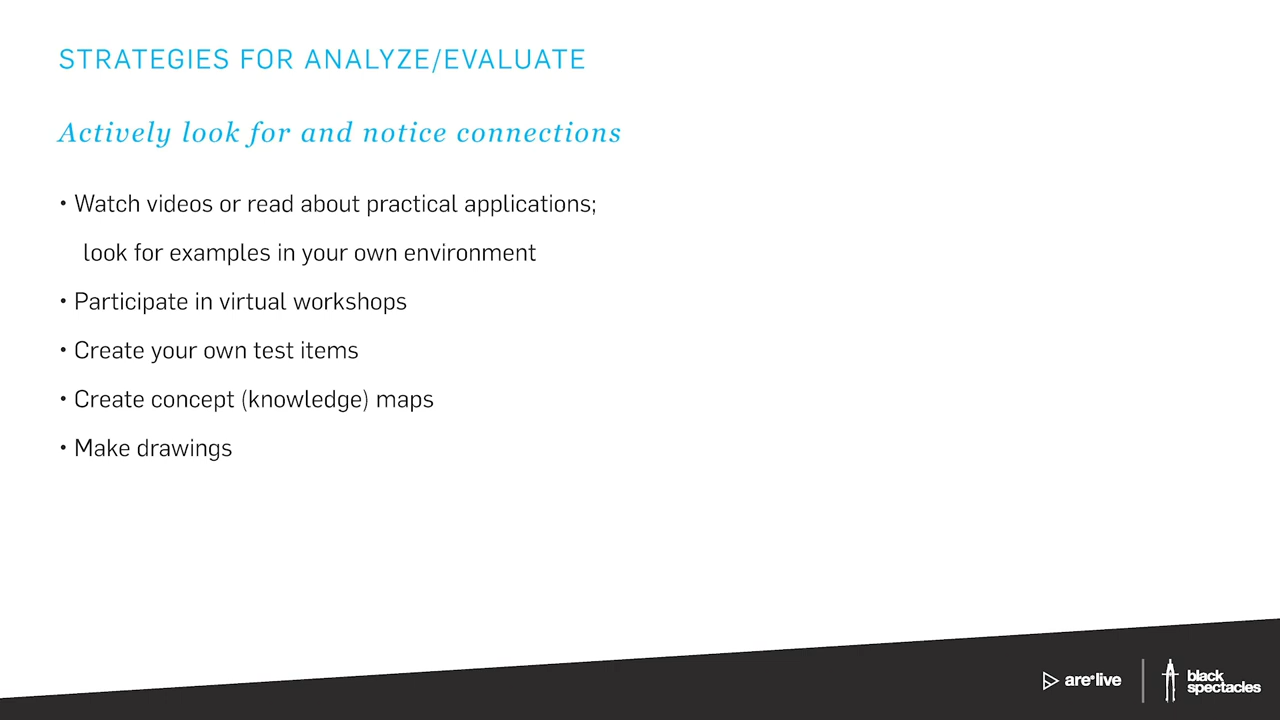 STRATEGIES FOR ANALYZE/EVALUATE
Actively look for and notice connections
• Watch videos or read about practical applications;
look for examples in your own environment
• Participate in virtual workshops
• Create your own test items
• Create concept (knowledge) maps
• Make drawings
are•live
black
spectacles